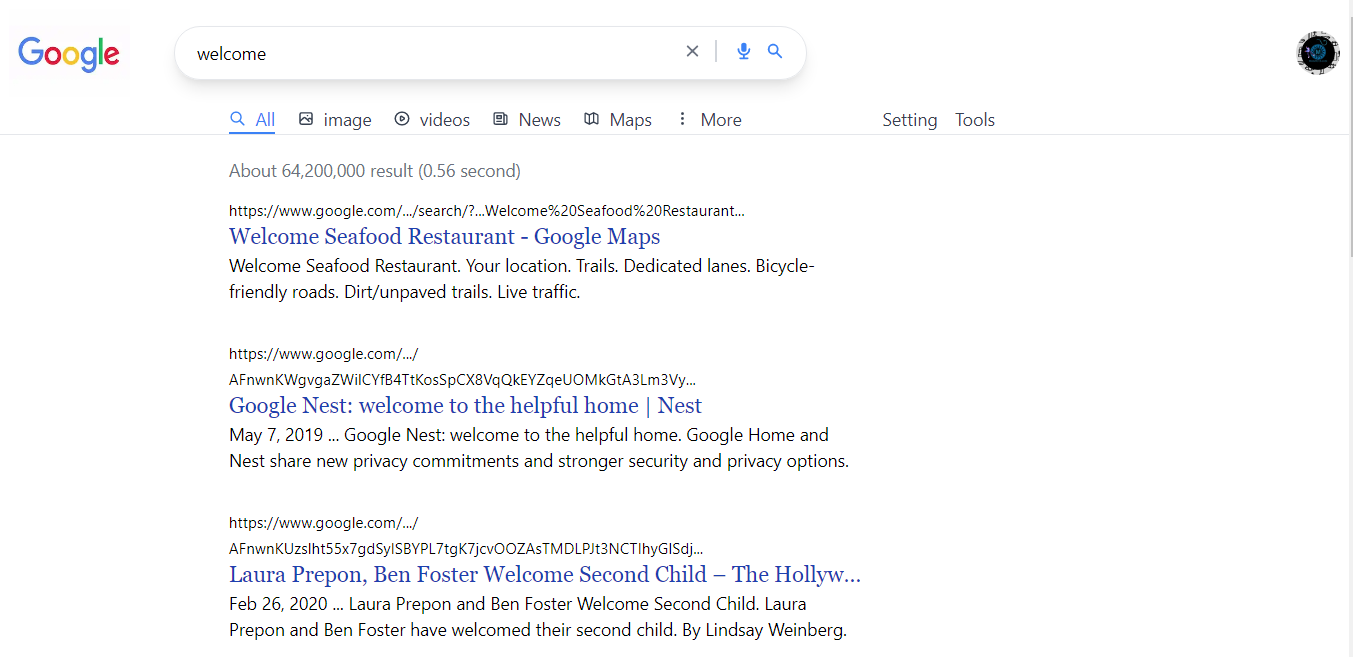 Google
welcome
All image videos News Maps More Setting Tools
About 64,200,000 result (0.56 second)
https://www.google.com/.../search/?...Welcome%20Seafood%20Restaurant...
Welcome Seafood Restaurant - Google Maps
Welcome Seafood Restaurant. Your location. Trails. Dedicated lanes. Bicycle-
friendly roads. Dirt/unpaved trails. Live traffic.
https://www.google.com/.../
AFnwnKWgvgaZWiICYfB4TtKosSpCX8VqQkEYZqeUOMkGtA3Lm3Vy...
Google Nest: welcome to the helpful home | Nest
May 7, 2019 ... Google Nest: welcome to the helpful home. Google Home and
Nest share new privacy commitments and stronger security and privacy options.
https://www.google.com/.../
AFnwnKUzsIht55x7gdSyISBYPL7tgK7jcvOOZAsTMDLPJt3NCTIhyGISdj...
Laura Prepon, Ben Foster Welcome Second Child – The Hollyw...
Feb 26, 2020 ... Laura Prepon and Ben Foster Welcome Second Child. Laura
Prepon and Ben Foster have welcomed their second child. By Lindsay Weinberg.